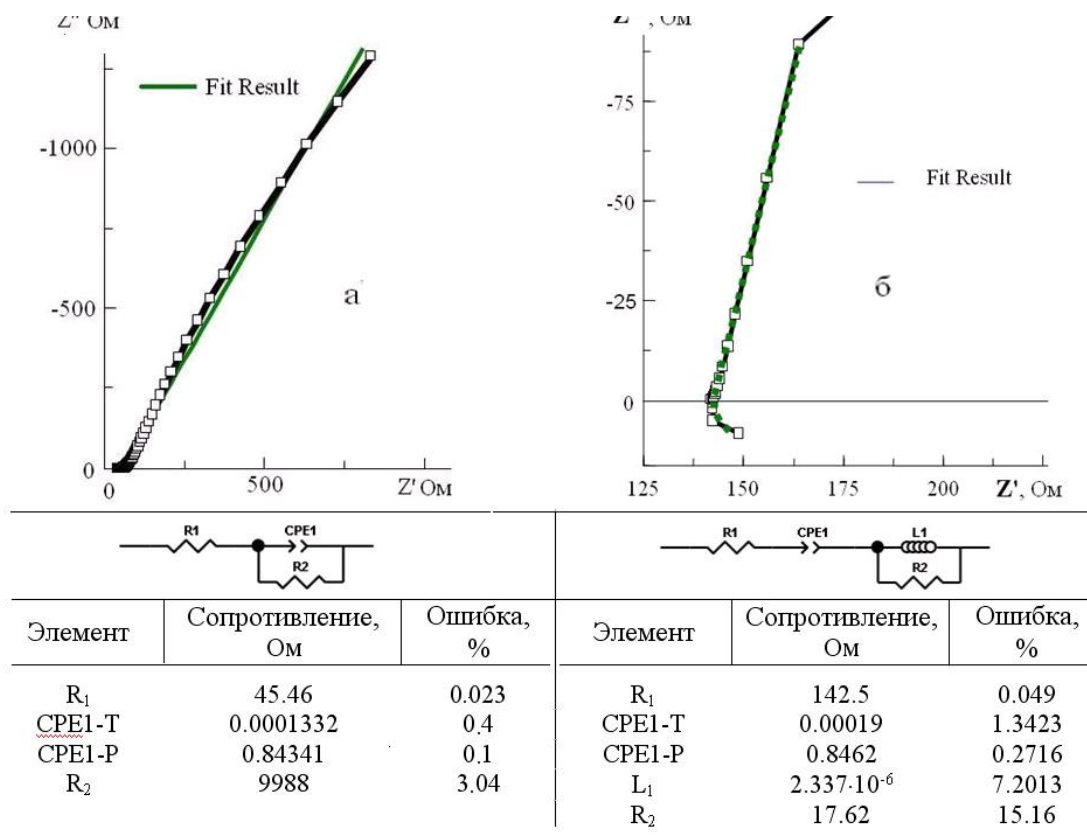 Z'' Ом
Fit Result
-1000
-500
0
0
500
Z' Ом
а
, Ом
-75
-50
-25
0
125
150
175
200
Z', Ом
Fit Result
б
R1
CPE1
R2
R1
CPE1
L1
R2
Элемент
Сопротивление, Ом
Ошибка, %
R₁ 45.46 0.023
CPE1-T 0.0001332 0.4
CPE1-P 0.84341 0.1
R₂ 9988 3.04
Элемент
Сопротивление, Ом
Ошибка, %
R₁ 142.5 0.049
CPE1-T 0.00019 1.3423
CPE1-P 0.8462 0.2716
L₁ 2.337·10⁻⁶ 7.2013
R₂ 17.62 15.16